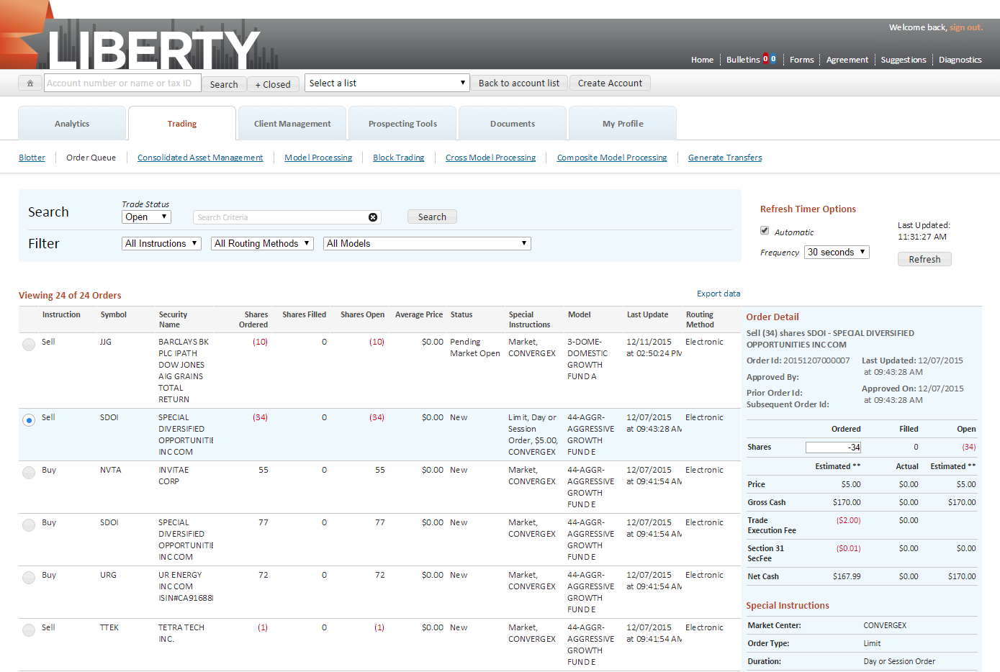 LIBERTY
Welcome back, sign out.
Home Bulletins 0 0 Forms Agreement Suggestions Diagnostics
Account number or name or tax ID Search + Closed Select a list Back to account list Create Account
Analytics Trading Client Management Prospecting Tools Documents My Profile
Blotter Order Queue Consolidated Asset Management Model Processing Block Trading Cross Model Processing Composite Model Processing Generate Transfers
Search
Trade Status
Open Search Criteria Search
Filter All Instructions All Routing Methods All Models
Refresh Timer Options
Automatic
Frequency 30 seconds
Last Updated:
11:31:27 AM
Refresh
Viewing 24 of 24 Orders
Export data
Instruction Symbol Security Shares Shares Filled Shares Open Average Price Status Special Model Last Update Routing
Name Ordered Instructions Method
Sell JJG BARCLAYS BK (10) 0 (10) $0.00 Pending Market, 3-DOME- 12/11/2015 Electronic
PLC IPATH Market Open CONVERGEX DOMESTIC at 02:50:24 PM
DOW JONES GROWTH
AIG GRAINS FUND A
TOTAL
RETURN
Sell SDOI SPECIAL (34) 0 (34) $0.00 New Limit, Day or 44-AGGR- 12/07/2015 Electronic
DIVERSIFIED Session AGGRESSIVE at 09:43:28 AM
OPPORTUNITIE Order, $5.00, GROWTH
INC COM CONVERGEX FUND E
Buy NVTA INVITAE 55 0 55 $0.00 New Market, 44-AGGR- 12/07/2015 Electronic
CORP CONVERGEX AGGRESSIVE at 09:41:54 AM
GROWTH
FUND E
Buy SDOI SPECIAL 77 0 77 $0.00 New Market, 44-AGGR- 12/07/2015 Electronic
DIVERSIFIED CONVERGEX AGGRESSIVE at 09:41:54 AM
OPPORTUNITIE GROWTH
INC COM FUND E
Buy URG UR ENERGY 72 0 72 $0.00 New Market, 44-AGGR- 12/07/2015 Electronic
INC COM CONVERGEX AGGRESSIVE at 09:41:54 AM
ISIN#CA91688 GROWTH
FUND E
Sell TTEK TETRA TECH (1) 0 (1) $0.00 New Market, 44-AGGR- 12/07/2015 Electronic
INC. CONVERGEX AGGRESSIVE at 09:41:54 AM
GROWTH
FUND E
Order Detail
Sell (34) shares SDOI - SPECIAL DIVERSIFIED
OPPORTUNITIES INC COM
Order Id: 20151207000007 Last Updated: 12/07/2015
at 09:43:28 AM
Approved By:
Approved On: 12/07/2015
at 09:43:28 AM
Prior Order Id:
Subsequent Order Id:
Ordered Filled Open
Shares -34 0 (34)
Estimated ** Actual Estimated **
Price $5.00 $0.00 $5.00
Gross Cash $170.00 $0.00 $170.00
Trade ($2.00) $0.00
Execution Fee
Section 31 ($0.01) $0.00 $0.00
SecFee
Net Cash $167.99 $0.00 $170.00
Special Instructions
Market Center: CONVERGEX
Order Type: Limit
Duration: Day or Session Order